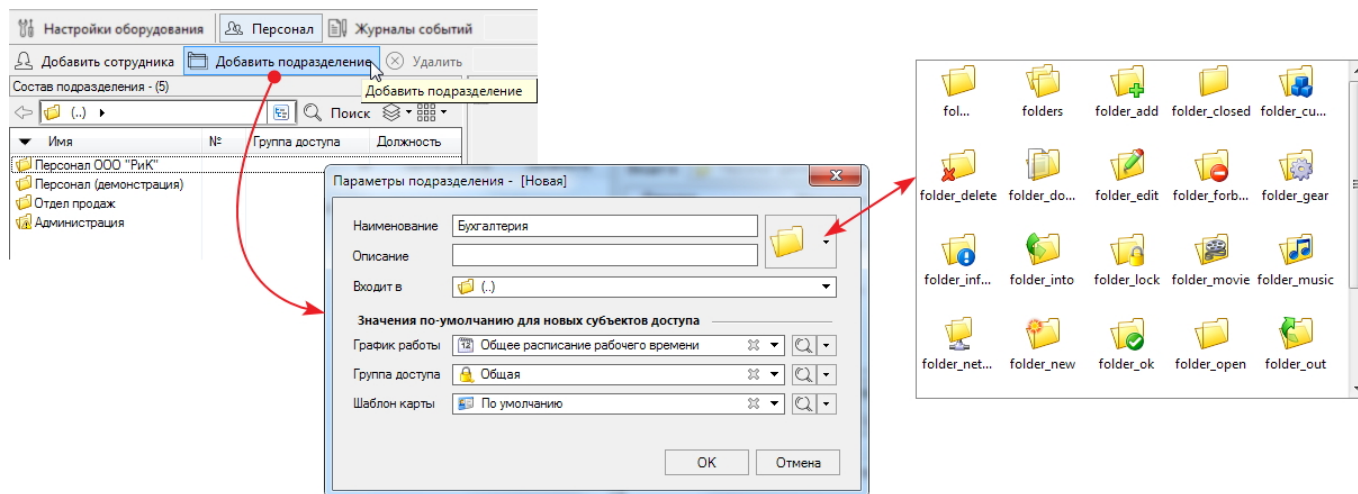 Настройки оборудования Персонал Журналы событий
Добавить сотрудника Добавить подразделение Удалить
Состав подразделения - (5) Добавить подразделение
(..) Поиск
Имя № Группа доступа Должность
Персонал ООО "РиК"
Персонал (демонстрация)
Отдел продаж
Администрация
Параметры подразделения - [Новая]
Наименование Бухгалтерия
Описание
Входит в (..)
Значения по-умолчанию для новых субъектов доступа
График работы 12 Общее расписание рабочего времени
Группа доступа Общая
Шаблон карты По умолчанию
OK Отмена
fol... folders folder_add folder_closed folder_cu...
folder_delete folder_do... folder_edit folder_forb... folder_gear
folder_inf... folder_into folder_lock folder_movie folder_music
folder_net... folder_new folder_ok folder_open folder_out